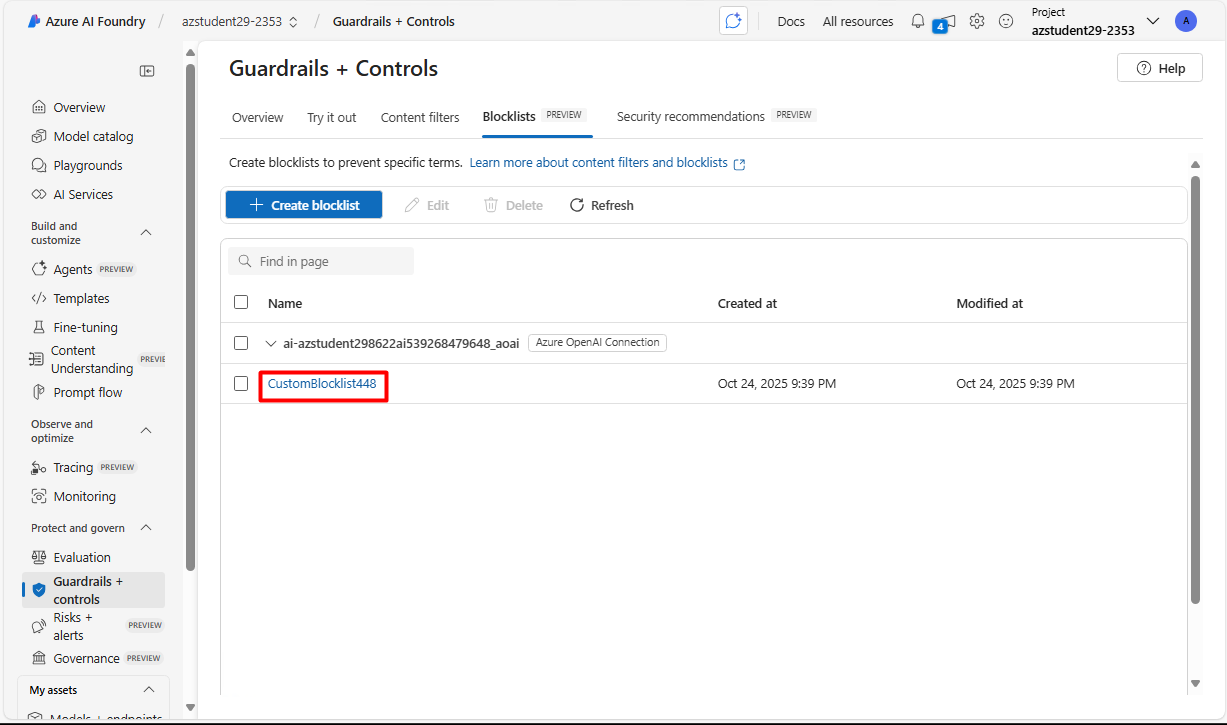 Azure AI Foundry / azstudent29-2353 / Guardrails + Controls
Docs All resources 4 Project azstudent29-2353 A
Overview
Model catalog
Playgrounds
AI Services
Build and
customize
Agents PREVIEW
Templates
Fine-tuning
Content
Understanding PREVIE
Prompt flow
Observe and
optimize
Tracing PREVIEW
Monitoring
Protect and govern
Evaluation
Guardrails +
controls
Risks +
alerts PREVIEW
Governance PREVIEW
My assets
Models + endpoints
Guardrails + Controls
Help
Overview Try it out Content filters Blocklists PREVIEW Security recommendations PREVIEW
Create blocklists to prevent specific terms. Learn more about content filters and blocklists
+ Create blocklist Edit Delete Refresh
Find in page
Name Created at Modified at
ai-azstudent298622ai539268479648_aoai Azure OpenAI Connection
CustomBlocklist448 Oct 24, 2025 9:39 PM Oct 24, 2025 9:39 PM